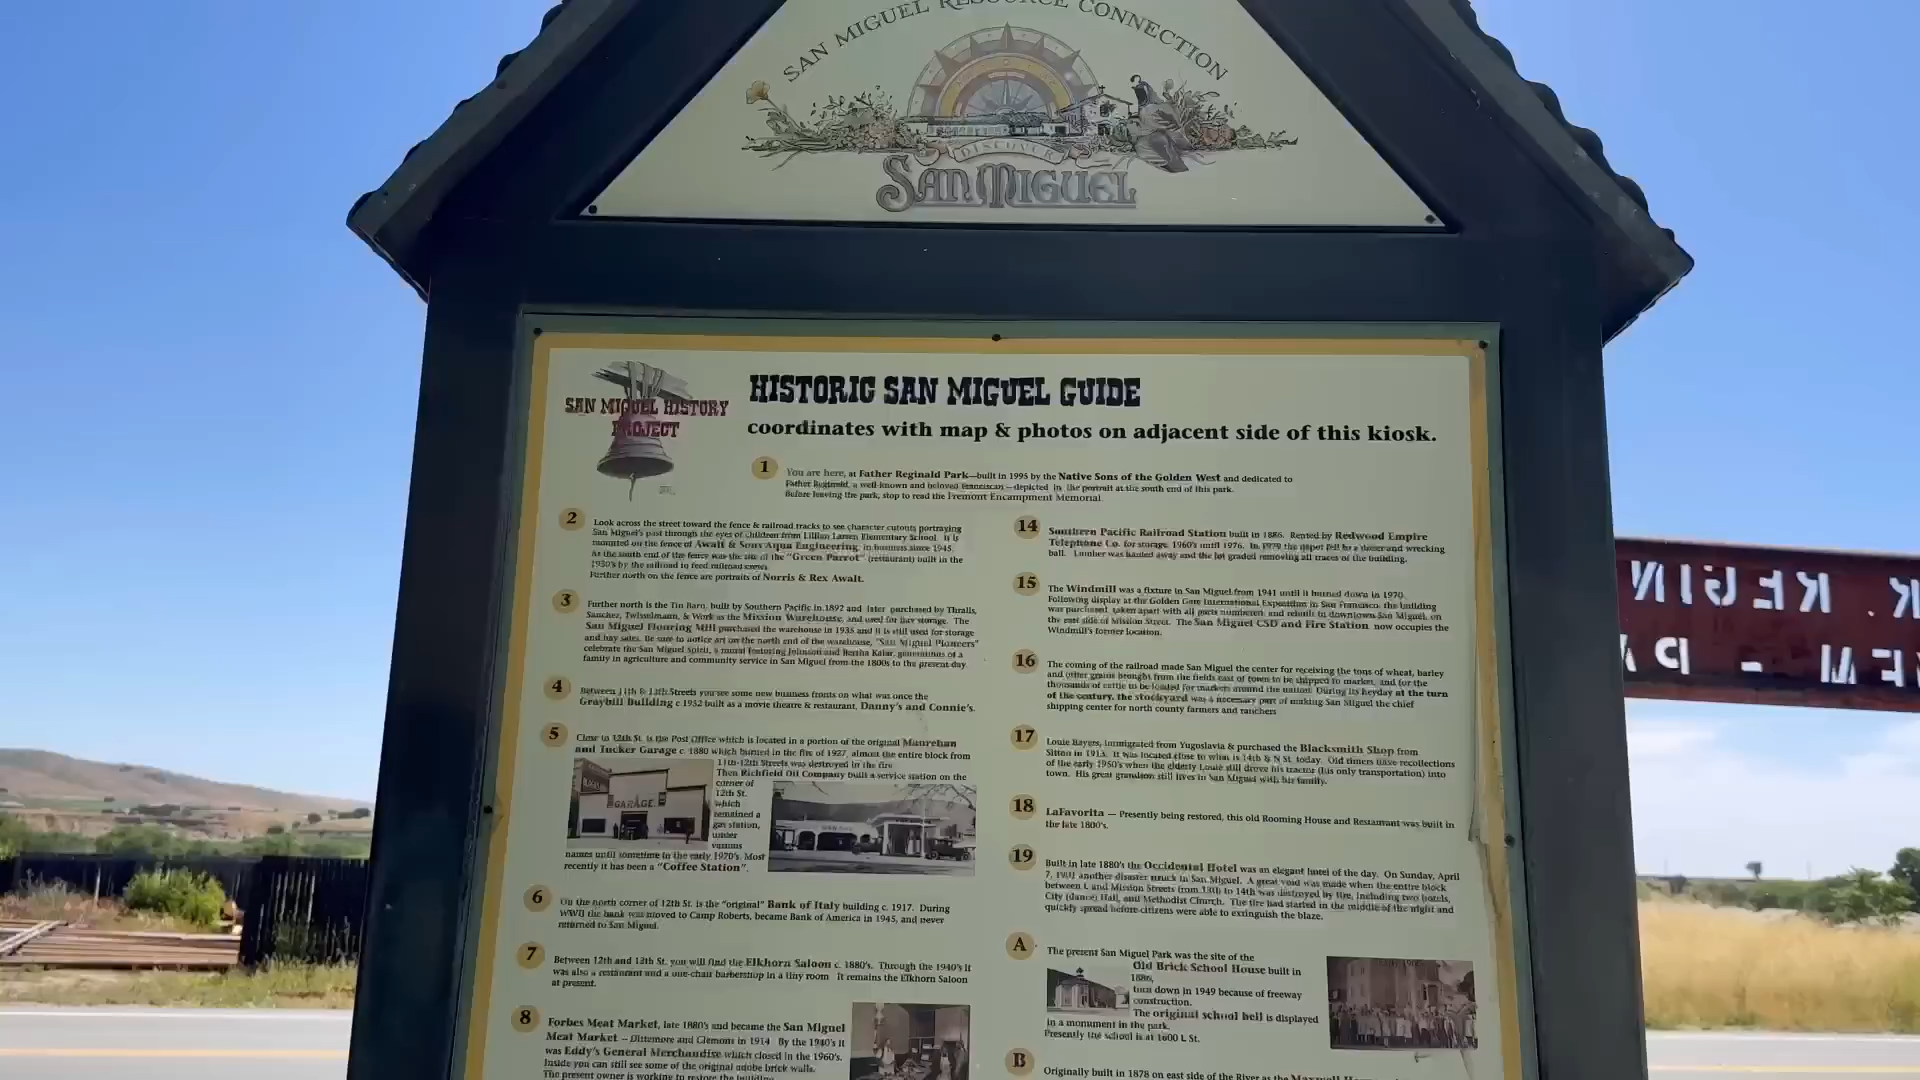 SAN MIGUEL RESOURCE CONNECTION
DISCOVER
SAN MIGUEL
SAN MIGUEL HISTORY
PROJECT
HISTORIC SAN MIGUEL GUIDE
coordinates with map & photos on adjacent side of this kiosk.
1
You are here, at Father Reginald Park—built in 1995 by the Native Sons of the Golden West and dedicated to
Father Reginald, a well-known and beloved Franciscan—depicted in the portrait at the south end of this park.
Before leaving the park, stop to read the Fremont Encampment Memorial.
2
Look across the street toward the fence & railroad tracks to see character cutouts portraying
San Miguel's past through the eyes of children from Lillian Larsen Elementary School. It is
mounted on the fence of Awalt & Sons Aqua Engineering in business since 1945.
At the south end of the fence was the site of the "Green Parrot" (restaurant) built in the
1930's by the railroad to feed railroad crews.
Further north on the fence are portraits of Norris & Rex Awalt.
3
Further north is the Tin Barn, built by Southern Pacific in 1892 and later purchased by Thralls,
Sanchez, Twisselmann, & Work as the Mission Warehouse, and used for hay storage. The
San Miguel Flouring Mill purchased the warehouse in 1935 and it is still used for storage
and hay sales. Be sure to notice art on the north end of the warehouse, "San Miguel Pioneers"
celebrate the San Miguel spirit, a mural featuring Johnson and Bertha Kalar, generations of a
family in agriculture and community service in San Miguel from the 1800s to the present day.
4
Between 11th & 12th Streets you see some new business fronts on what was once the
Graybill Building c 1932 built as a movie theatre & restaurant, Danny's and Connie's.
5
Close to 12th St. is the Post Office which is located in a portion of the original
and Tucker Garage c 1880 which burned in the fire of 1927, almost the entire block from
11th-12th Streets was destroyed in the fire.
Then Richfield Oil Company built a service station on the
corner of
12th St.
which
remained a
gas station,
under
various
names until sometime in the early 1970's. Most
recently it has been a "Coffee Station".
GARAGE
6
On the north corner of 12th St. is the "original" Bank of Italy building c. 1917. During
WWII the bank was moved to Camp Roberts, became Bank of America in 1945, and never
returned to San Miguel.
7
Between 12th and 13th St. you will find the Elkhorn Saloon c. 1880's. Through the 1940's it
was also a restaurant and a one-chair barbershop in a tiny room. It remains the Elkhorn Saloon
at present.
8
Forbes Meat Market, late 1880's and became the San Miguel
Meat Market – Dittemore and Clemons in 1914. By the 1940's it
was Eddy's General Merchandise which closed in the 1960's.
Inside you can still see some of the original adobe brick walls.
The present owner is working to restore the building.
14
Southern Pacific Railroad Station built in 1886. Rented by Redwood Empire
Telephone Co. for storage, 1960's until 1976. In 1979 the depot fell to a dozer and wrecking
ball. Lumber was hauled away and the lot graded removing all traces of the building.
15
The Windmill was a fixture in San Miguel from 1941 until it burned down in 1970.
Following display at the Golden Gate International Exposition in San Francisco, the building
was purchased, taken apart with all parts numbered, and rebuilt in downtown San Miguel, on
the east side of Mission Street. The San Miguel CSD and Fire Station now occupies the
Windmill's former location.
16
The coming of the railroad made San Miguel the center for receiving the tons of wheat, barley
and other grains brought from the fields east of town to be shipped to market, and for the
thousands of cattle to be loaded for markets around the nation. During its heyday at the turn
of the century, the stockyard was a necessary part of making San Miguel the chief
shipping center for north county farmers and ranchers
17
Louie Bayers, immigrated from Yugoslavia & purchased the Blacksmith Shop from
Sitton in 1913. It was located close to what is 14th & N St. today. Old timers have recollections
of the early 1950's when the elderly Louie still drove his tractor (his only transportation) into
town. His great grandson still lives in San Miguel with his family.
18
LaFavorita — Presently being restored, this old Rooming House and Restaurant was built in
the late 1800's.
19
Built in late 1880's the Occidental Hotel was an elegant hotel of the day. On Sunday, April
7, 1901 another disaster struck in San Miguel. A great void was made when the entire block
between L and Mission Streets from 13th to 14th was destroyed by fire, including two hotels,
City (dance) Hall, and Methodist Church. The fire had started in the middle of the night and
quickly spread before citizens were able to extinguish the blaze.
A
The present San Miguel Park was the site of the
Old Brick School House built in
1886,
torn down in 1949 because of freeway
construction.
The original school bell is displayed
in a monument in the park.
Presently the school is at 1600 L St.
B
Originally built in 1878 on east side of the River as the
R. REGIN